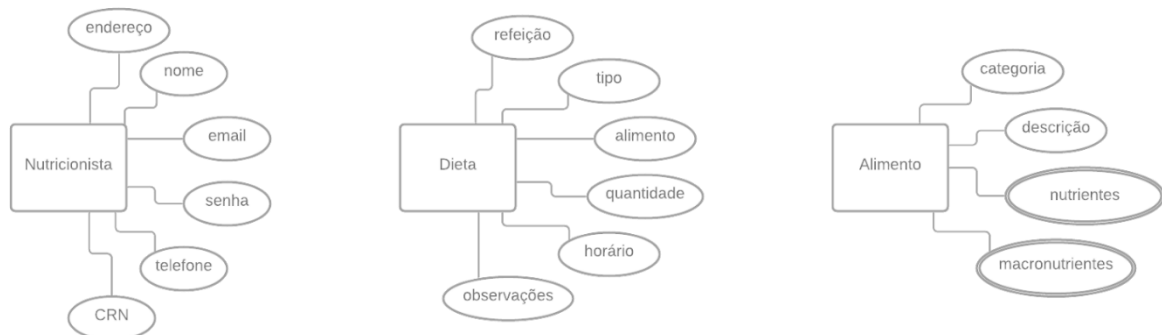 endereço
nome
email
Nutricionista
senha
telefone
CRN
refeição
tipo
alimento
Dieta
quantidade
horário
observações
categoria
descrição
Alimento
nutrientes
macronutrientes